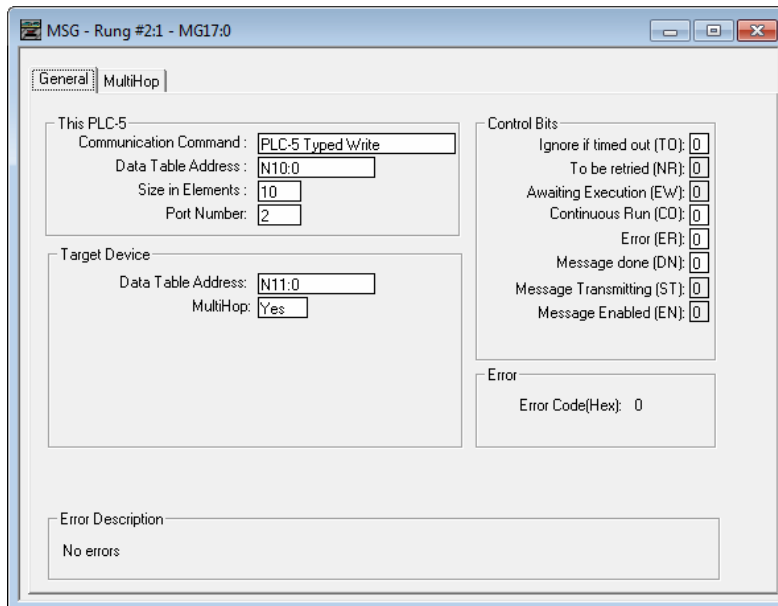 MSG - Rung #2:1 - MG17:0
General MultiHop
This PLC-5
Communication Command : PLC-5 Typed Write
Data Table Address : N10:0
Size in Elements : 10
Port Number: 2
Target Device
Data Table Address: N11:0
MultiHop: Yes
Control Bits
Ignore if timed out (TO): 0
To be retried (NR): 0
Awaiting Execution (EW): 0
Continuous Run (CO): 0
Error (ER): 0
Message done (DN): 0
Message Transmitting (ST): 0
Message Enabled (EN): 0
Error
Error Code(Hex): 0
Error Description
No errors